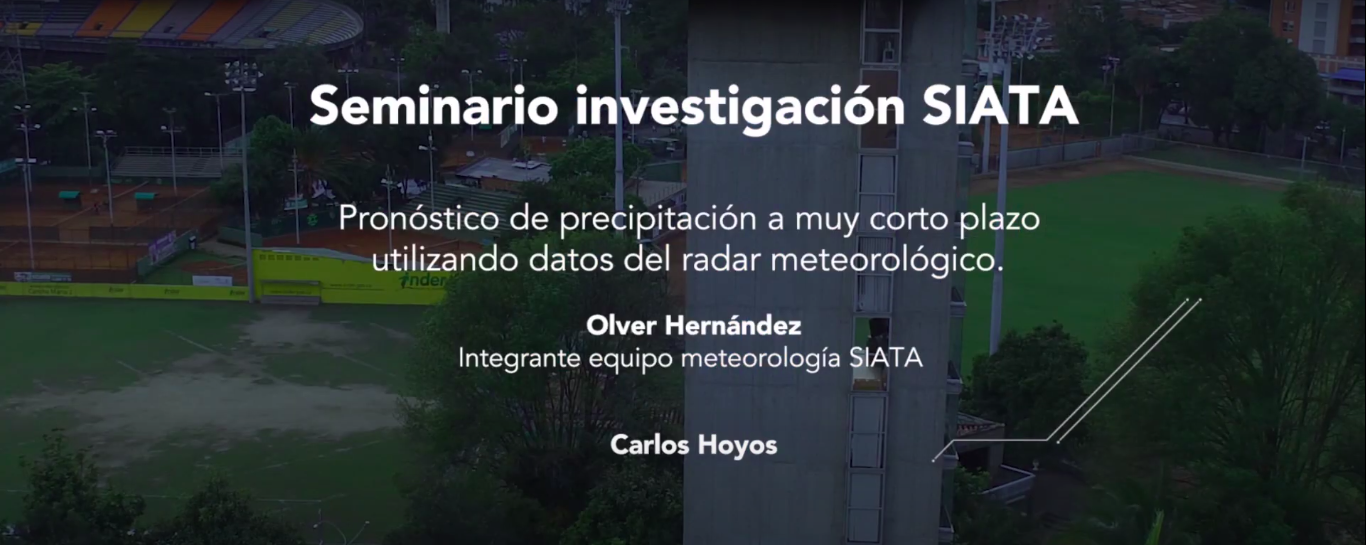 Seminario investigación SIATA
Pronóstico de precipitación a muy corto plazo
utilizando datos del radar meteorológico.
Olver Hernández
Integrante equipo meteorología SIATA
Carlos Hoyos